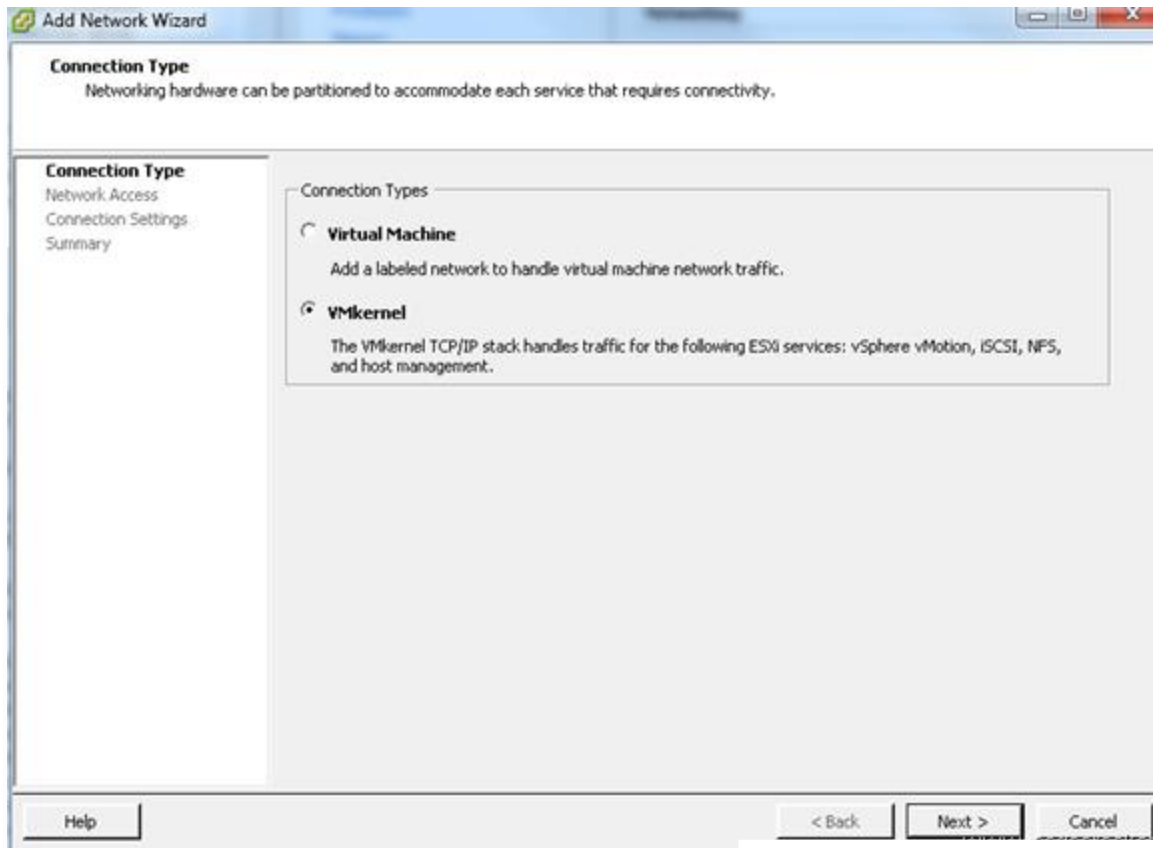 Add Network Wizard
Connection Type
Networking hardware can be partitioned to accommodate each service that requires connectivity.
Connection Type
Network Access
Connection Settings
Summary
Connection Types
Virtual Machine
Add a labeled network to handle virtual machine network traffic.
VMkernel
The VMkernel TCP/IP stack handles traffic for the following ESXi services: vSphere vMotion, iSCSI, NFS,
and host management.
Help
< Back
Next >
Cancel